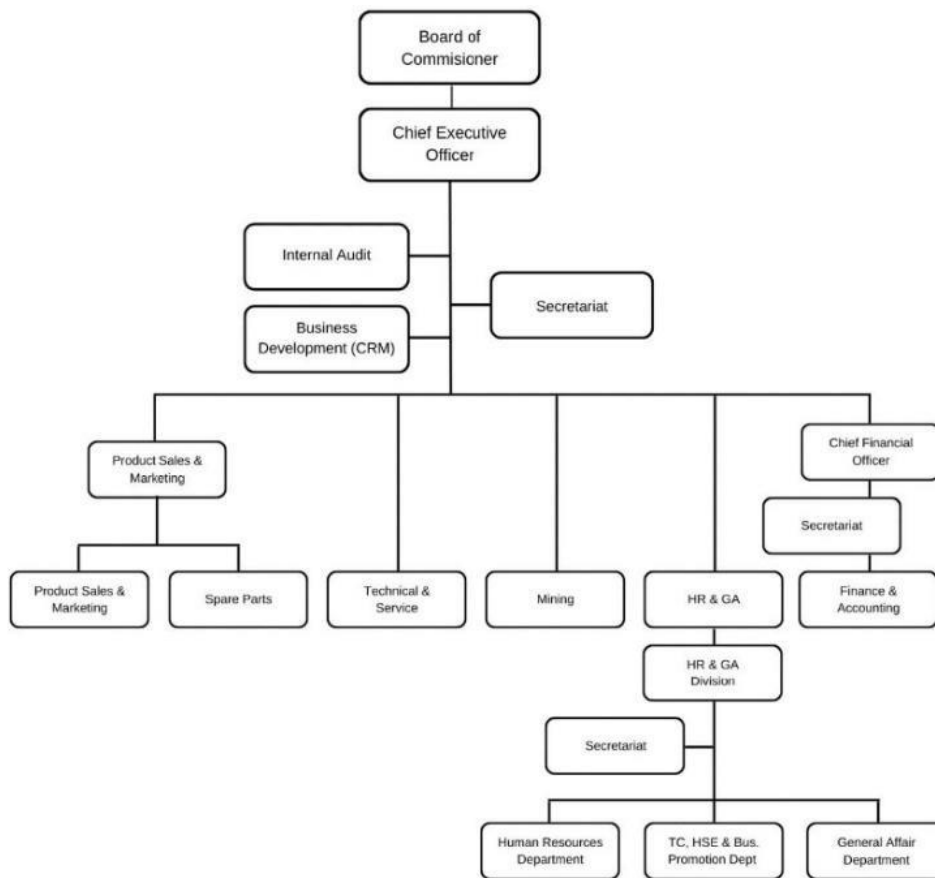 Board of
Commisioner
Chief Executive
Officer
Internal Audit
Secretariat
Business
Development (CRM)
Product Sales &
Marketing
Chief Financial
Officer
Secretariat
Product Sales &
Marketing
Spare Parts
Technical &
Service
Mining
HR & GA
Finance &
Accounting
HR & GA
Division
Secretariat
Human Resources
Department
TC, HSE & Bus.
Promotion Dept
General Affair
Department